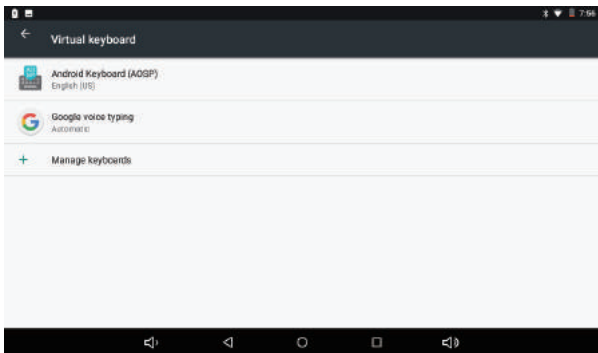 7:56
Virtual keyboard
Android Keyboard (AOSP)
English (US)
Google voice typing
Automatic
Manage keyboards